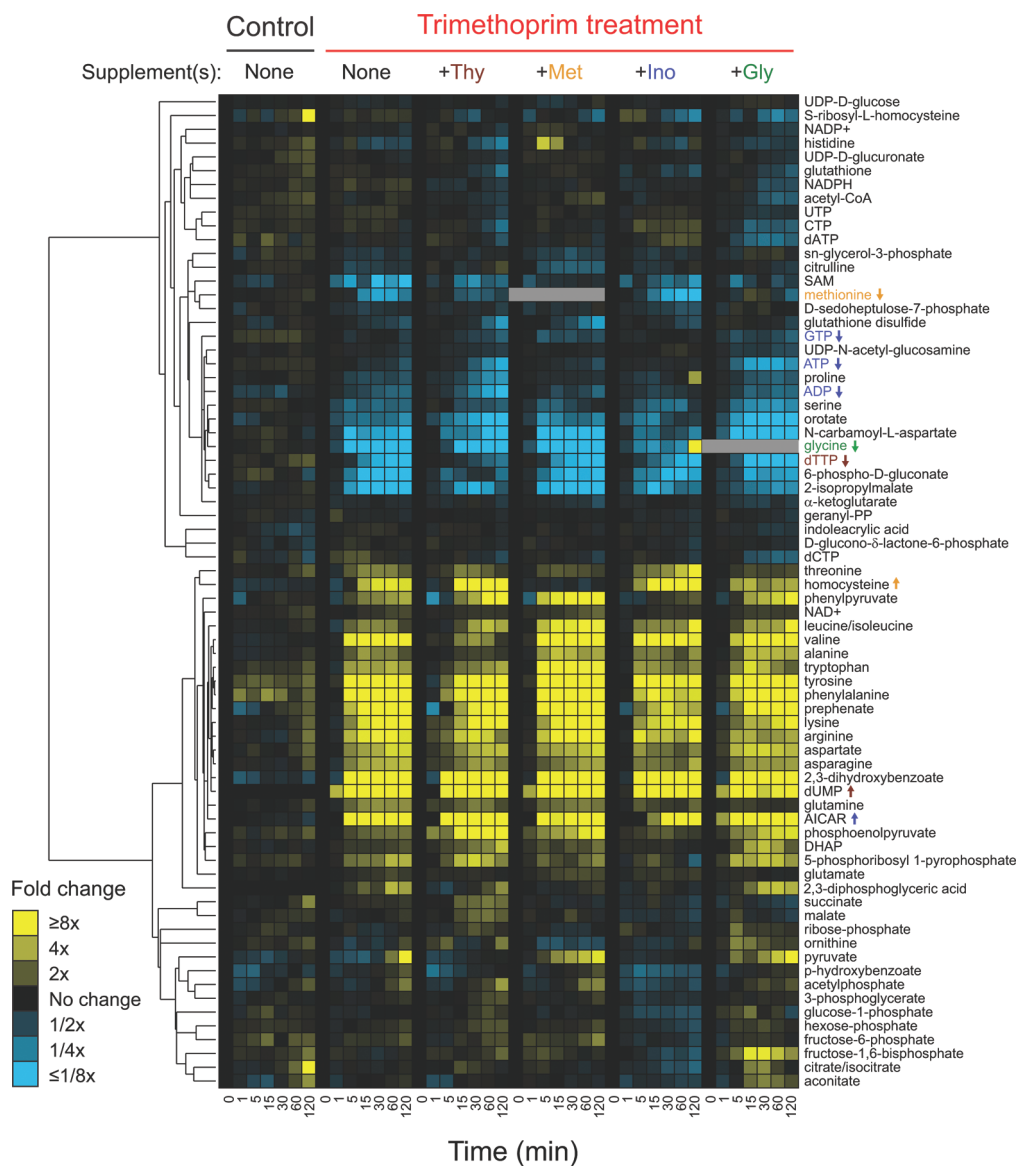 Control
Trimethoprim treatment
Supplement(s): None None +Thy +Met +Ino +Gly
UDP-D-glucose
S-ribosyl-L-homocysteine
NADP+
histidine
UDP-D-glucuronate
glutathione
NADPH
acetyl-CoA
UTP
CTP
dATP
sn-glycerol-3-phosphate
citrulline
SAM
methionine ↓
D-sedoheptulose-7-phosphate
glutathione disulfide
GTP ↓
UDP-N-acetyl-glucosamine
ATP ↓
proline
ADP ↓
serine
orotate
N-carbamoyl-L-aspartate
glycine ↓
dTTP ↓
6-phospho-D-gluconate
2-isopropylmalate
α-ketoglutarate
geranyl-PP
indoleacrylic acid
D-glucono-δ-lactone-6-phosphate
dCTP
threonine
homocysteine ↑
phenylpyruvate
NAD+
leucine/isoleucine
valine
alanine
tryptophan
tyrosine
phenylalanine
prephenate
lysine
arginine
aspartate
asparagine
2,3-dihydroxybenzoate
dUMP ↑
glutamine
AICAR ↑
phosphoenolpyruvate
DHAP
5-phosphoribosyl 1-pyrophosphate
glutamate
2,3-diphosphoglyceric acid
succinate
malate
ribose-phosphate
ornithine
pyruvate
p-hydroxybenzoate
acetylphosphate
3-phosphoglycerate
glucose-1-phosphate
hexose-phosphate
fructose-6-phosphate
fructose-1,6-bisphosphate
citrate/isocitrate
aconitate
Fold change
≥8x
4x
2x
No change
1/2x
1/4x
≤1/8x
0 1 5 15 30 60 120 0 1 5 15 30 60 120 0 1 5 15 30 60 120 0 1 5 15 30 60 120 0 1 5 15 30 60 120 0 1 5 15 30 60 120
Time (min)